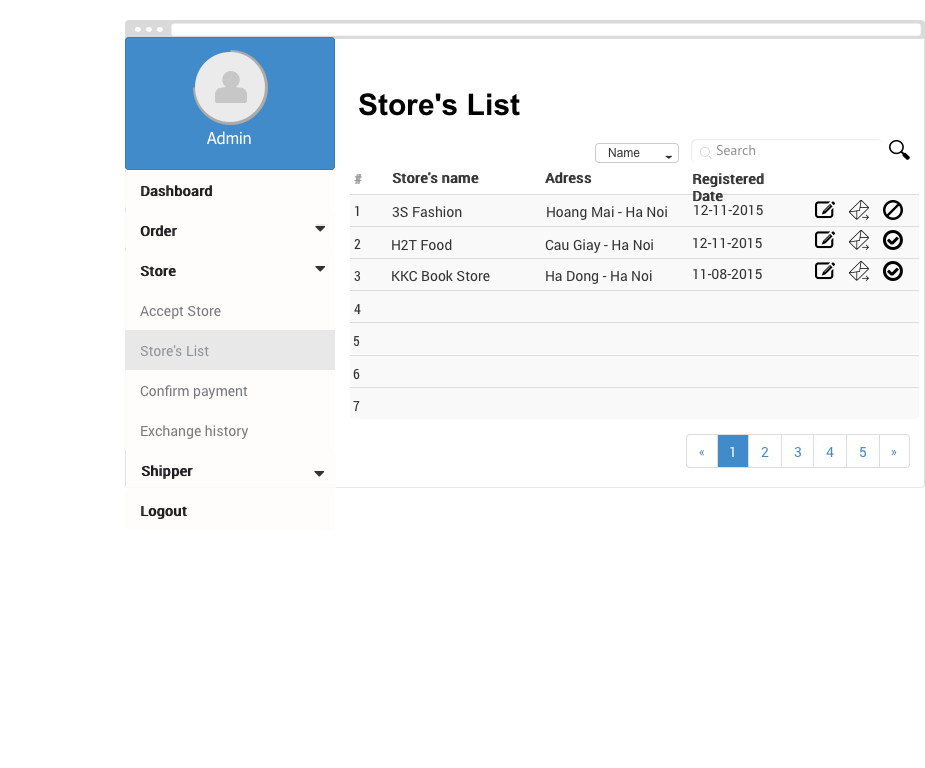 Admin
Dashboard
Order
Store
Accept Store
Store's List
Confirm payment
Exchange history
Shipper
Logout
Store's List
Name
Search
# Store's name Adress Registered
Date
1 3S Fashion Hoang Mai - Ha Noi 12-11-2015
2 H2T Food Cau Giay - Ha Noi 12-11-2015
3 KKC Book Store Ha Dong - Ha Noi 11-08-2015
4
5
6
7
« 1 2 3 4 5 »